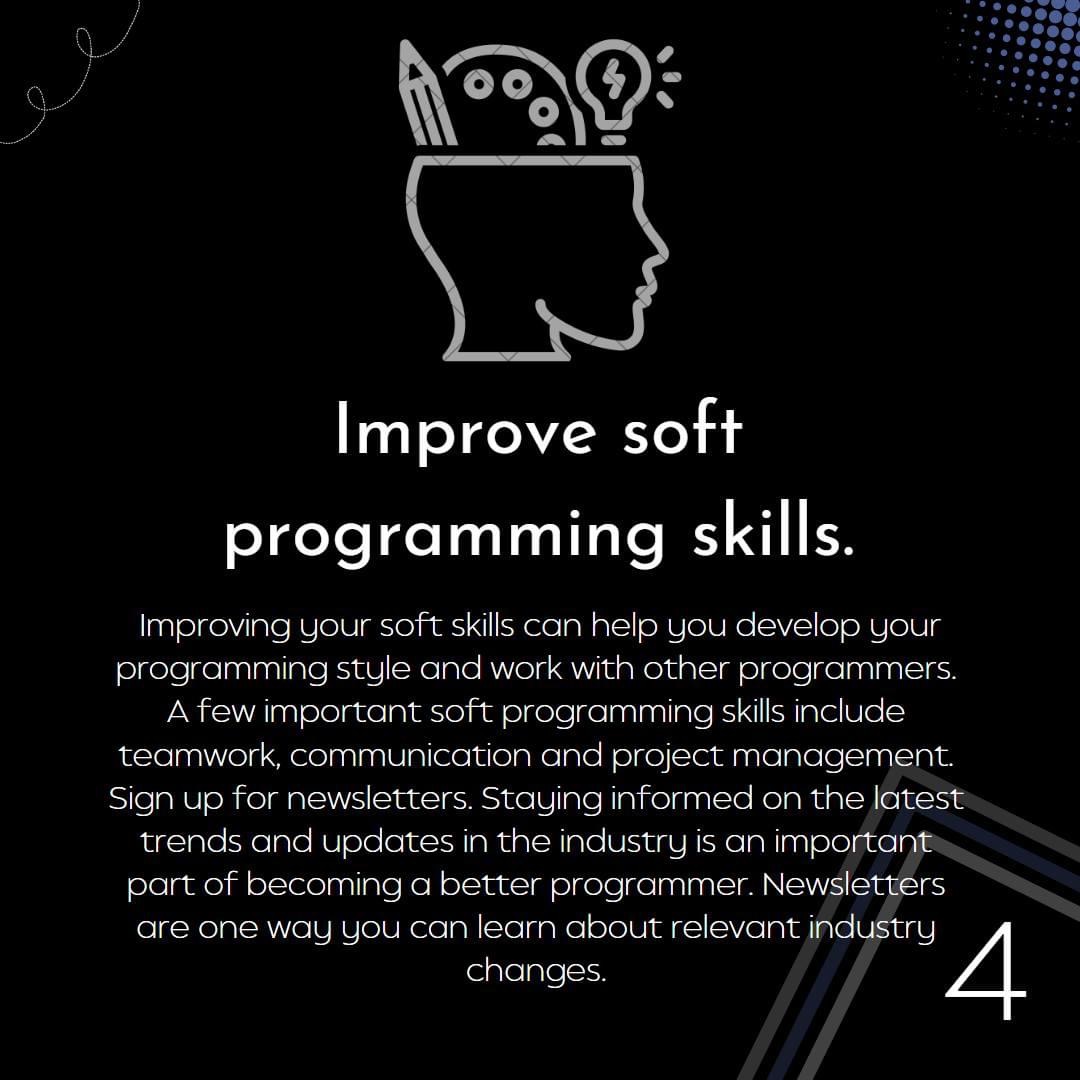 Improve soft
programming skills.
Improving your soft skills can help you develop your
programming style and work with other programmers.
A few important soft programming skills include
teamwork, communication and project management.
Sign up for newsletters. Staying informed on the latest
trends and updates in the industry is an important
part of becoming a better programmer. Newsletters
are one way you can learn about relevant industry
changes.
4